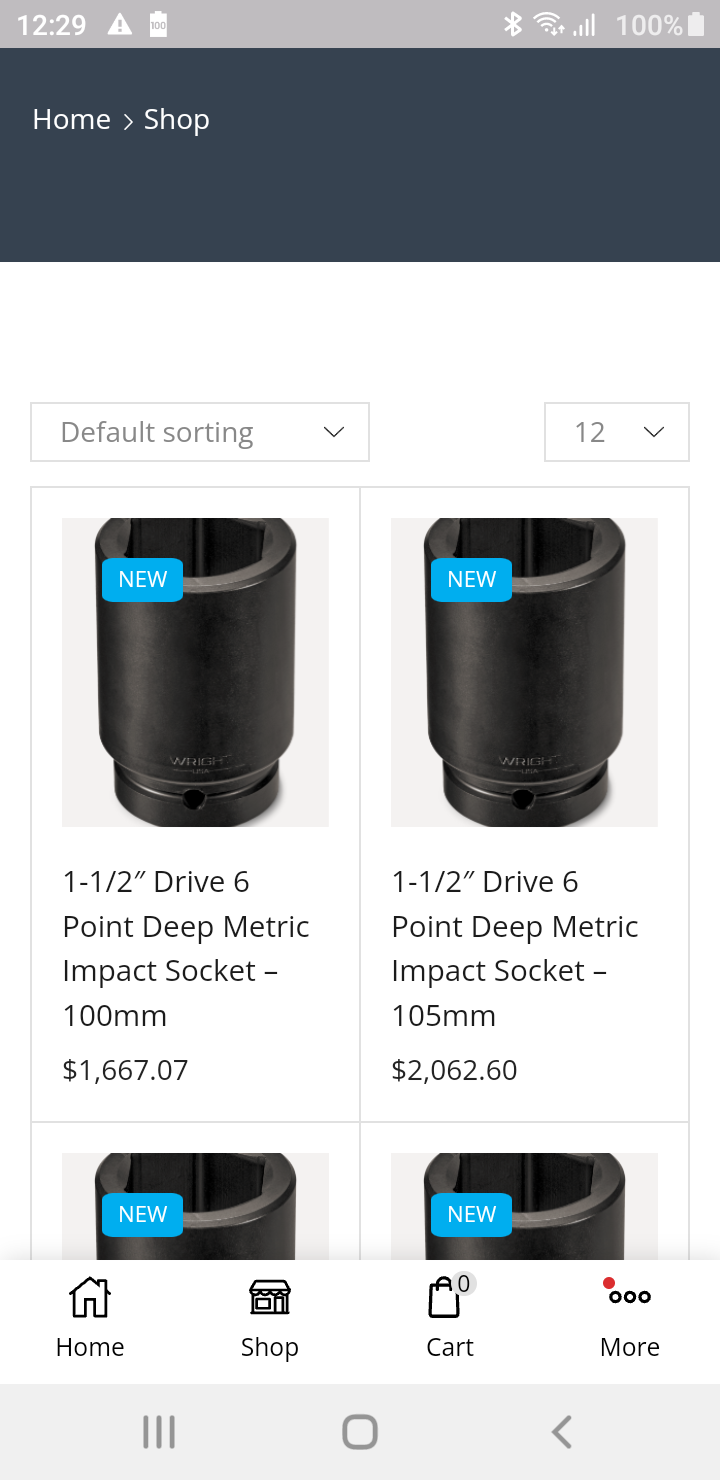 12:29 100 100%
Home > Shop
Default sorting 12
NEW NEW
WRIGHT WRIGHT
USA USA
1-1/2″ Drive 6 1-1/2″ Drive 6
Point Deep Metric Point Deep Metric
Impact Socket – Impact Socket –
100mm 105mm
$1,667.07 $2,062.60
NEW NEW
0
Home Shop Cart More